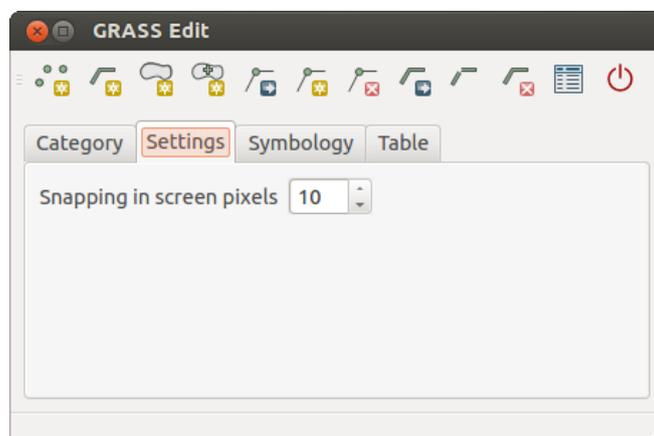 GRASS Edit
Category Settings Symbology Table
Snapping in screen pixels 10